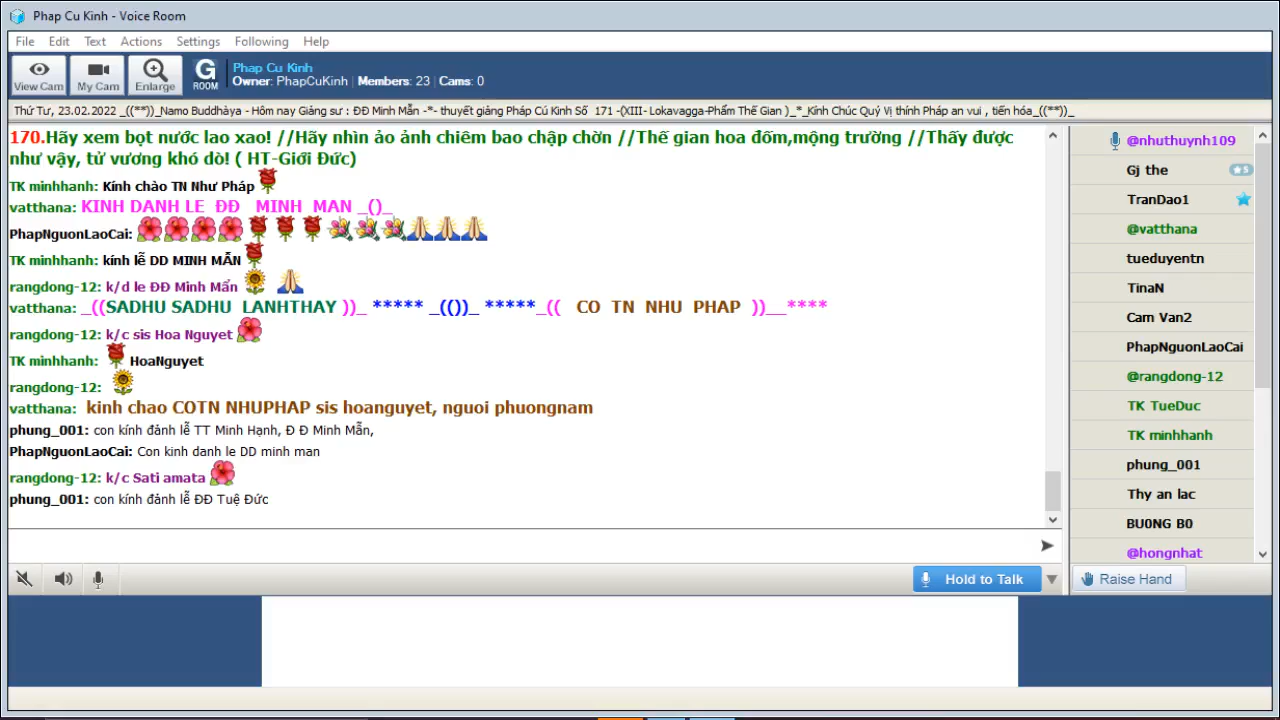 Phap Cu Kinh - Voice Room
File Edit Text Actions Settings Following Help
View Cam My Cam Enlarge G ROOM
Phap Cu Kinh
Owner: PhapCuKinh | Members: 23 | Cams: 0
Thứ Tư, 23.02.2022 _((**))_Namo Buddhàya - Hôm nay Giảng sư : ĐĐ Minh Mẫn -*- thuyết giảng Pháp Cú Kinh Số 171 -(XIII- Lokavagga-Phẩm Thế Gian )_*_Kính Chúc Quý Vị thính Pháp an vui , tiến hóa_((**))_
170.Hãy xem bọt nước lao xao! //Hãy nhìn ảo ảnh chiêm bao chập chờn //Thế gian hoa đốm,mộng trường //Thấy được
như vậy, tử vương khó dò! ( HT-Giới Đức)
TK minhhanh: Kính chào TN Như Pháp
vatthana: KINH DANH LE ĐĐ MINH MAN _()_
PhapNguonLaoCai:
TK minhhanh: kính lễ DD MINH MẪN
rangdong-12: k/d le ĐĐ Minh Mẩn
vatthana: _((SADHU SADHU LANHTHAY ))_ ***** _(())_ *****_(( CO TN NHU PHAP ))__****
rangdong-12: k/c sis Hoa Nguyet
TK minhhanh: HoaNguyet
rangdong-12:
vatthana: kinh chao COTN NHUPHAP sis hoanguyet, nguoi phuongnam
phung_001: con kính đảnh lễ TT Minh Hạnh, Đ Đ Minh Mẫn,
PhapNguonLaoCai: Con kinh danh le DD minh man
rangdong-12: k/c Sati amata
phung_001: con kính đảnh lễ ĐĐ Tuệ Đức
Hold to Talk
@nhuthuynh109
Gj the
TranDao1
@vatthana
tueduyentn
TinaN
Cam Van2
PhapNguonLaoCai
@rangdong-12
TK TueDuc
TK minhhanh
phung_001
Thy an lac
BU0NG B0
@hongnhat
Raise Hand